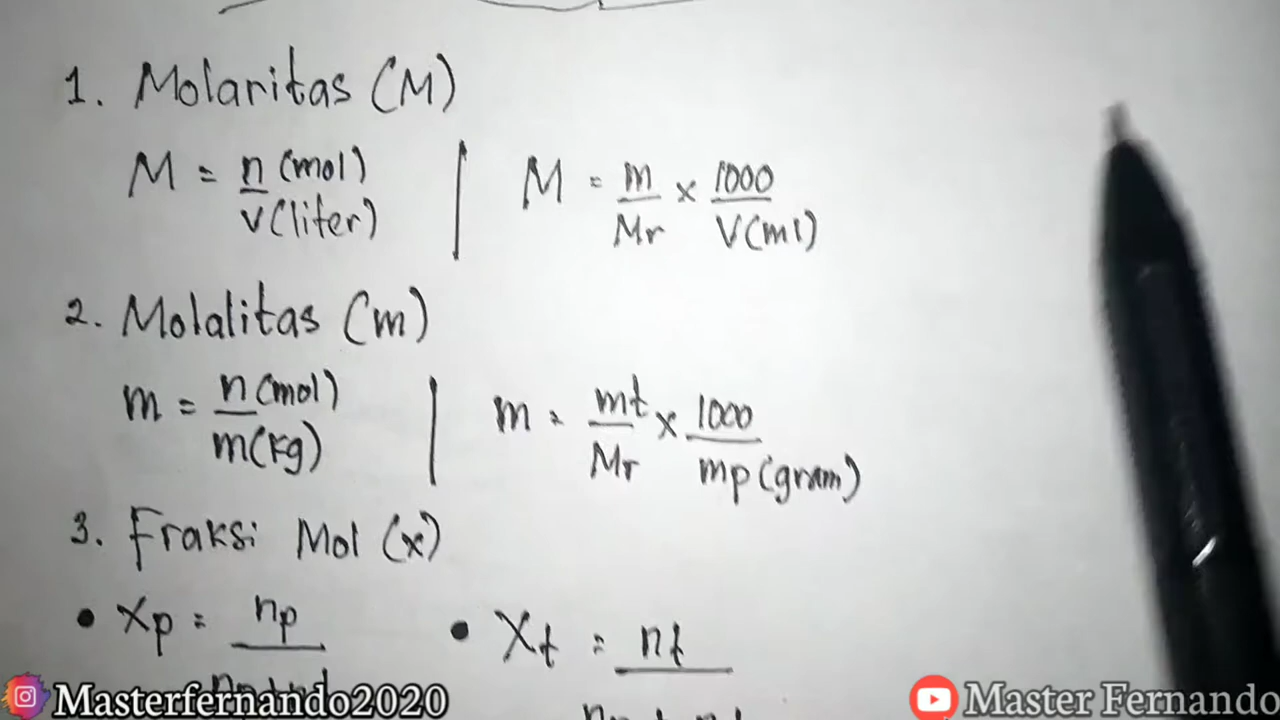 1. Molaritas (M)
M = n (mol) / V (liter) | M = m / Mr x 1000 / V (ml)
2. Molalitas (m)
m = n (mol) / m (kg) | m = mt / Mr x 1000 / mp (gram)
3. Fraksi Mol (x)
• Xp = np • Xt = nt
Masterfernando2020 Master Fernando